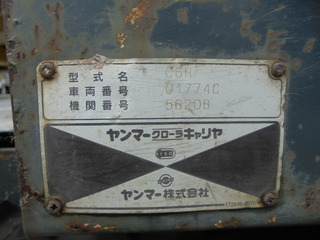 型式名 C6R
車両番号 01774C
機関番号 56206
ヤンマークローラキャリヤ
ヤンマー株式会社